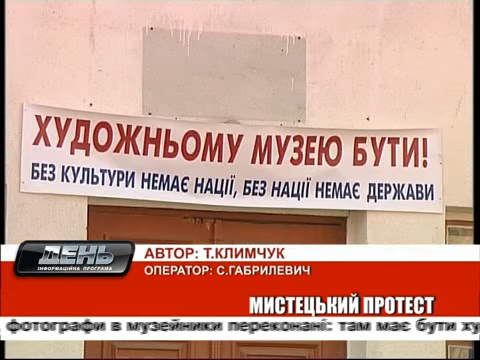 ХУДОЖНЬОМУ МУЗЕЮ БУТИ!
БЕЗ КУЛЬТУРИ НЕМАЄ НАЦІЇ, БЕЗ НАЦІЇ НЕМАЄ ДЕРЖАВИ
ДЕНЬ
ІНФОРМАЦІЙНА ПРОГРАМА
АВТОР: Т.КЛИМЧУК
ОПЕРАТОР: С.ГАБРИЛЕВИЧ
МИСТЕЦЬКИЙ ПРОТЕСТ
, фотографи в музейники переконані: там має бути ху